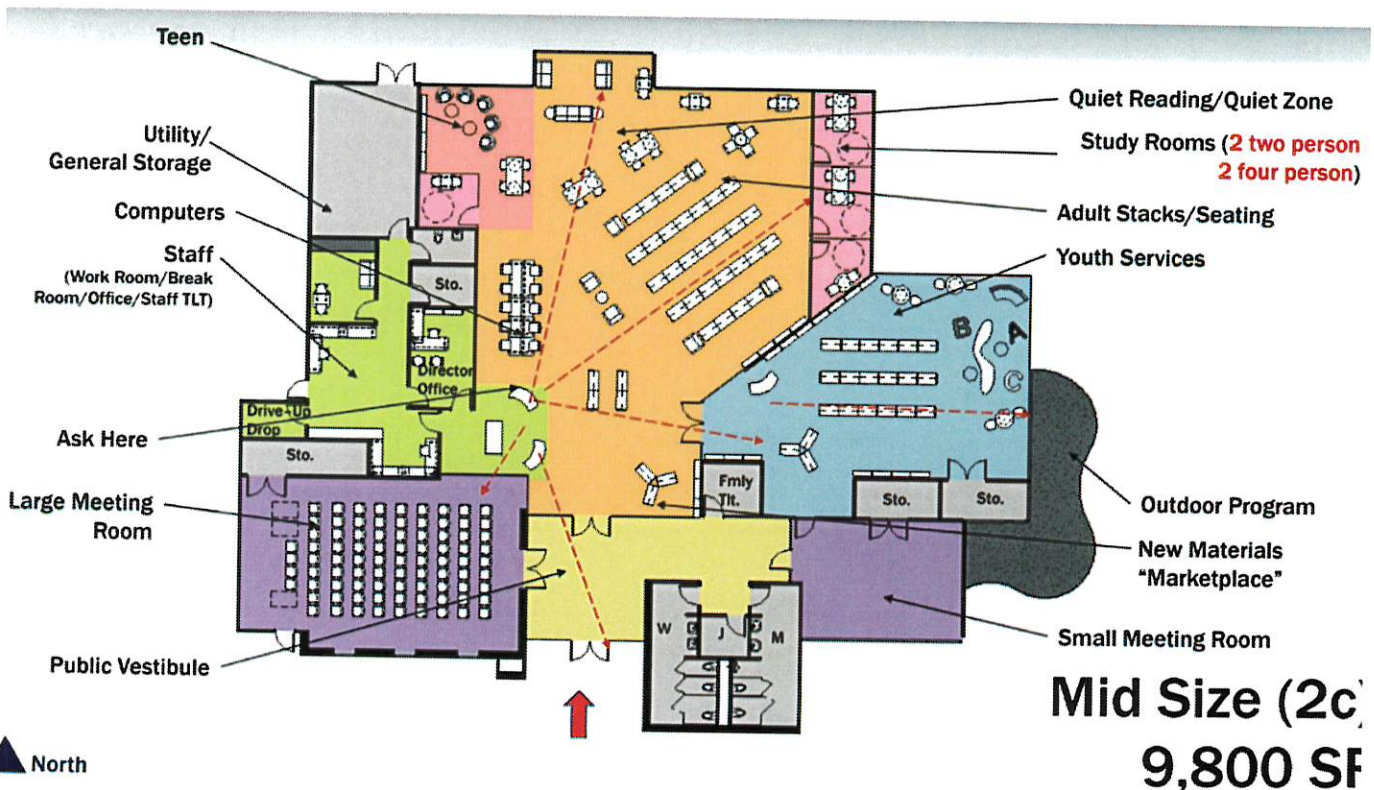 Teen
Utility/
General Storage
Computers
Staff
(Work Room/Break
Room/Office/Staff TLT)
Ask Here
Large Meeting
Room
Public Vestibule
North
Sto.
Director
Office
Drive-Up
Drop
Sto.
Fmly
Tlt.
Sto.
Sto.
B
A
C
W
J
M
Quiet Reading/Quiet Zone
Study Rooms (2 two person
2 four person)
Adult Stacks/Seating
Youth Services
Outdoor Program
New Materials
"Marketplace"
Small Meeting Room
Mid Size (2c)
9,800 SF